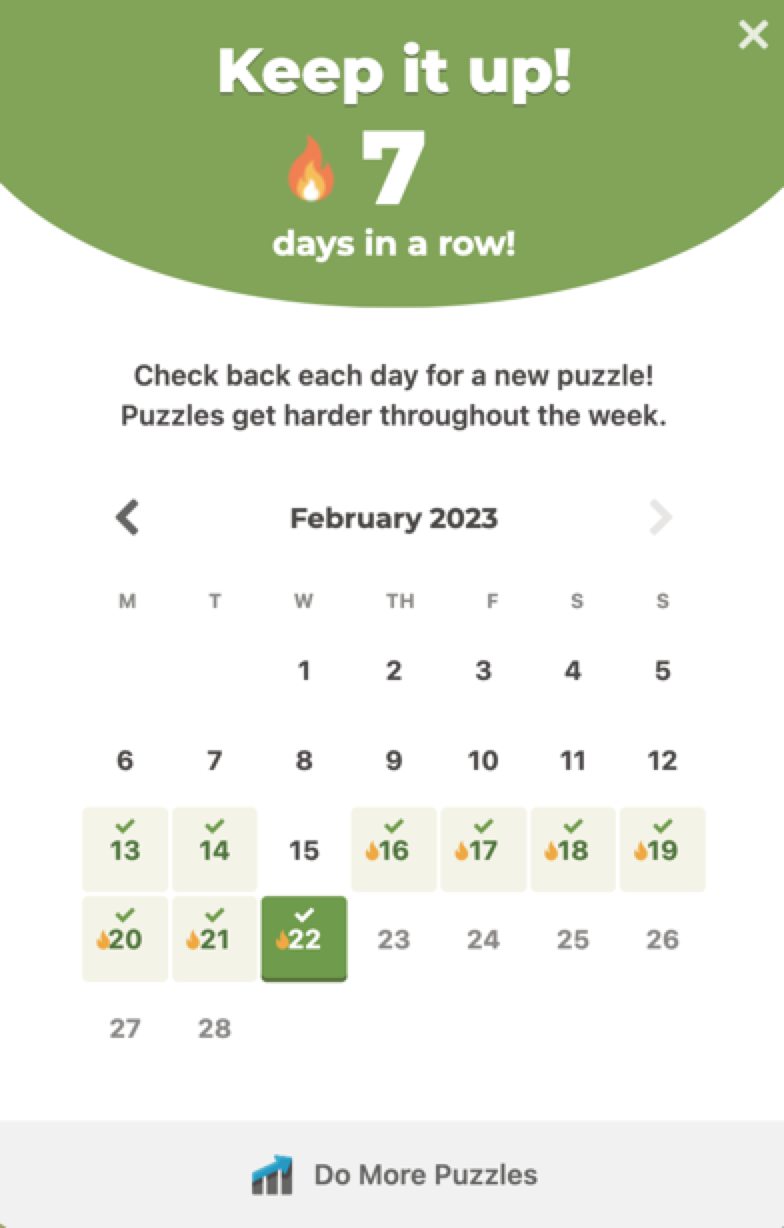 Keep it up!
7
days in a row!
Check back each day for a new puzzle!
Puzzles get harder throughout the week.
February 2023
M T W TH F S S
1 2 3 4 5
6 7 8 9 10 11 12
13 14 15 16 17 18 19
20 21 22 23 24 25 26
27 28
Do More Puzzles